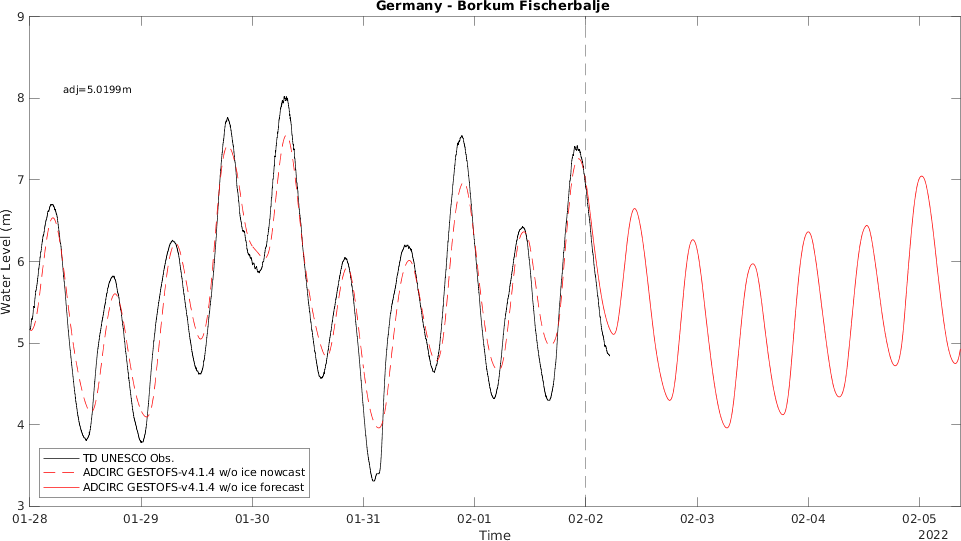 Germany - Borkum Fischerbalje
9
8
7
6
5
4
3
Water Level (m)
adj=5.0199m
TD UNESCO Obs.
ADCIRC GESTOFS-v4.1.4 w/o ice nowcast
ADCIRC GESTOFS-v4.1.4 w/o ice forecast
01-28 01-29 01-30 01-31 02-01 02-02 02-03 02-04 02-05
Time
2022